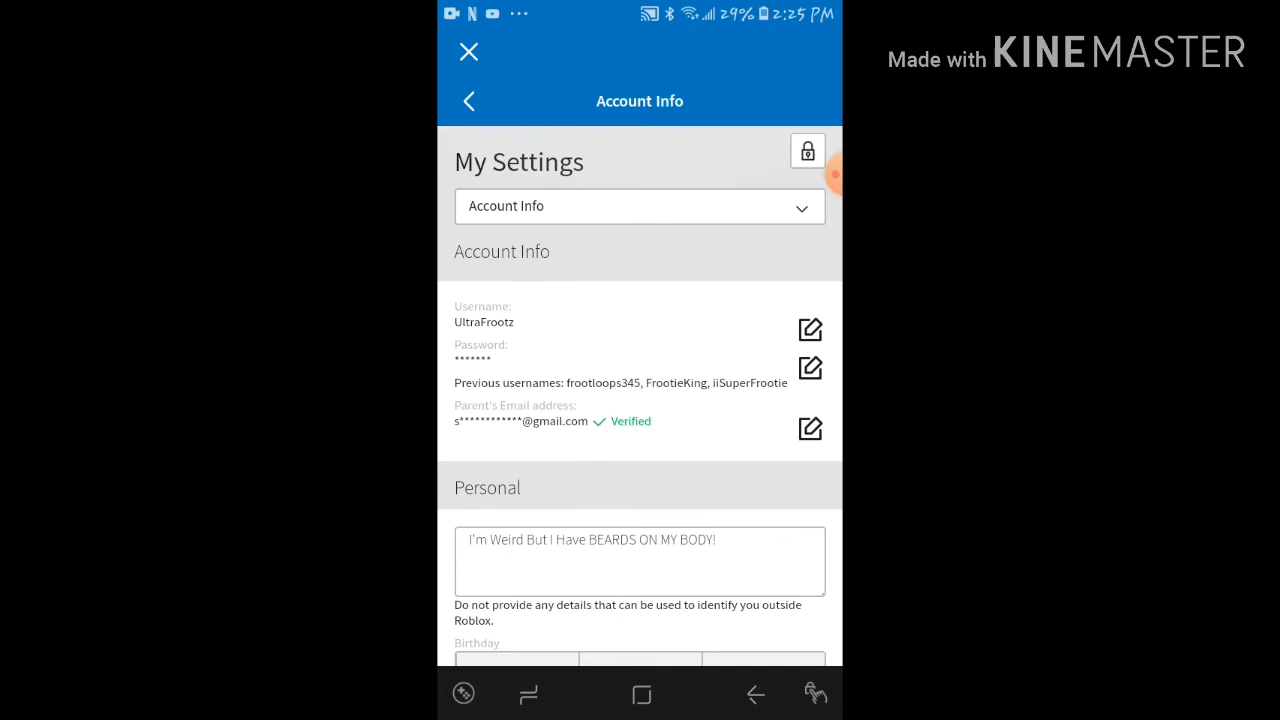 29% 2:25 PM
Made with KINEMASTER
Account Info
My Settings
Account Info
Account Info
Username:
UltraFrootz
Password:
*******
Previous usernames: frootloops345, FrootieKing, iiSuperFrootie
Parent's Email address:
s************@gmail.com Verified
Personal
I'm Weird But I Have BEARDS ON MY BODY!
Do not provide any details that can be used to identify you outside
Roblox.
Birthday